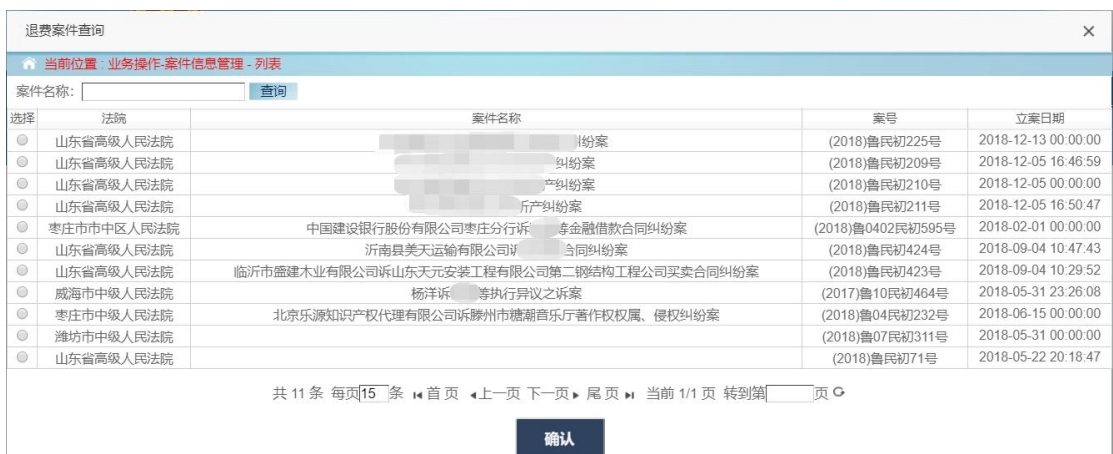 退费案件查询 ×
当前位置 : 业务操作-案件信息管理 - 列表
案件名称: 查询
选择 法院 案件名称 案号 立案日期
山东省高级人民法院 纠纷案 (2018)鲁民初225号 2018-12-13 00:00:00
山东省高级人民法院 纠纷案 (2018)鲁民初209号 2018-12-05 16:46:59
山东省高级人民法院 产纠纷案 (2018)鲁民初210号 2018-12-05 00:00:00
山东省高级人民法院 产纠纷案 (2018)鲁民初211号 2018-12-05 16:50:47
枣庄市市中区人民法院 中国建设银行股份有限公司枣庄分行诉 等金融借款合同纠纷案 (2018)鲁0402民初595号 2018-02-01 00:00:00
山东省高级人民法院 沂南县美天运输有限公司诉 合同纠纷案 (2018)鲁民初424号 2018-09-04 10:47:43
山东省高级人民法院 临沂市盛建木业有限公司诉山东天元安装工程有限公司第二钢结构工程公司买卖合同纠纷案 (2018)鲁民初423号 2018-09-04 10:29:52
威海市中级人民法院 杨洋诉 等执行异议之诉案 (2017)鲁10民初464号 2018-05-31 23:26:08
枣庄市中级人民法院 北京乐源知识产权代理有限公司诉滕州市糖潮音乐厅著作权权属、侵权纠纷案 (2018)鲁04民初232号 2018-06-15 00:00:00
潍坊市中级人民法院 (2018)鲁07民初311号 2018-05-31 00:00:00
山东省高级人民法院 (2018)鲁民初71号 2018-05-22 20:18:47
共 11 条 每页 15 条 首 页 上一页 下一页 尾 页 当前 1/1 页 转到第 页
确认